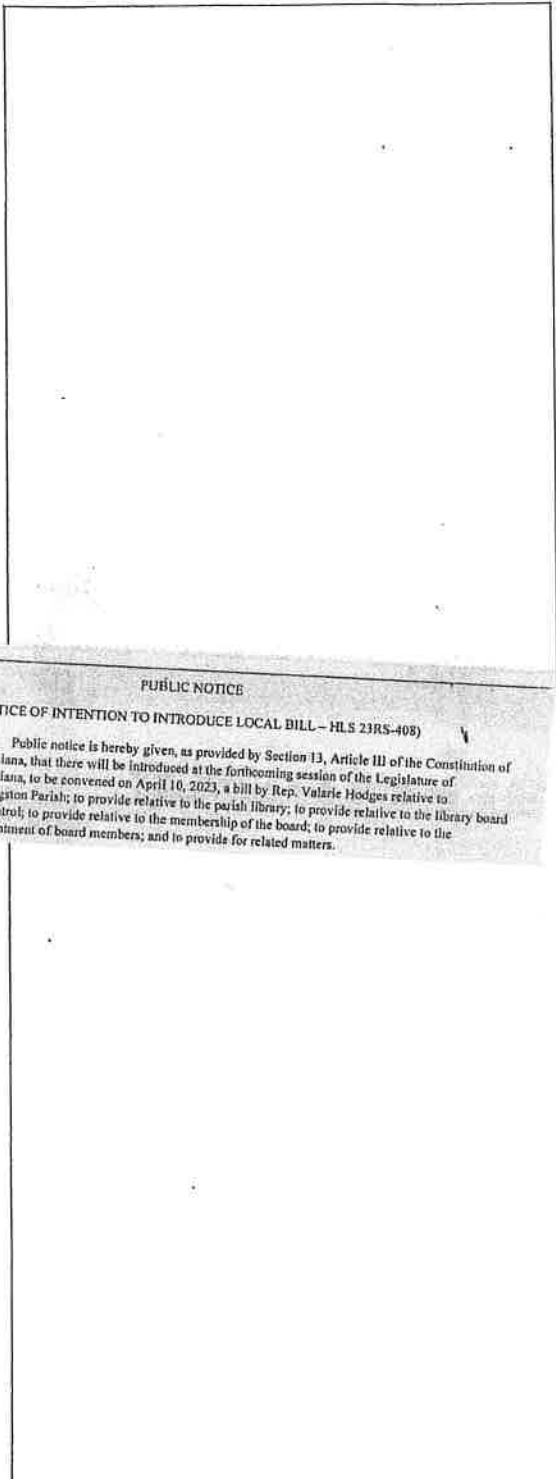 PUBLIC NOTICE
TICE OF INTENTION TO INTRODUCE LOCAL BILL – HLS 23RS-408)
Public notice is hereby given, as provided by Section 13, Article III of the Constitution of
iana, that there will be introduced at the forthcoming session of the Legislature of
iana, to be convened on April 10, 2023, a bill by Rep. Valarie Hodges relative to
gston Parish; to provide relative to the parish library; to provide relative to the library board
trol; to provide relative to the membership of the board; to provide relative to the
ntment of board members; and to provide for related matters.